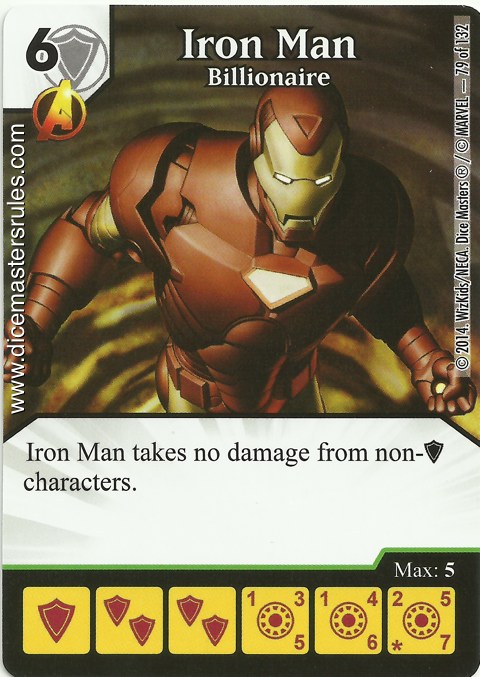 6
Iron Man
Billionaire
www.dicemastersrules.com
© 2014. WizKids/NECA. Dice Masters ® / © MARVEL — 79 of 132
Iron Man takes no damage from non-
characters.
Max: 5
1 3 5
1 4 6
2 5 * 7